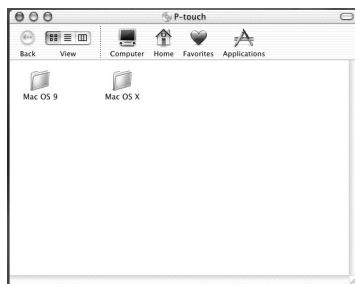 P-touch
Back View Computer Home Favorites Applications
Mac OS 9 Mac OS X